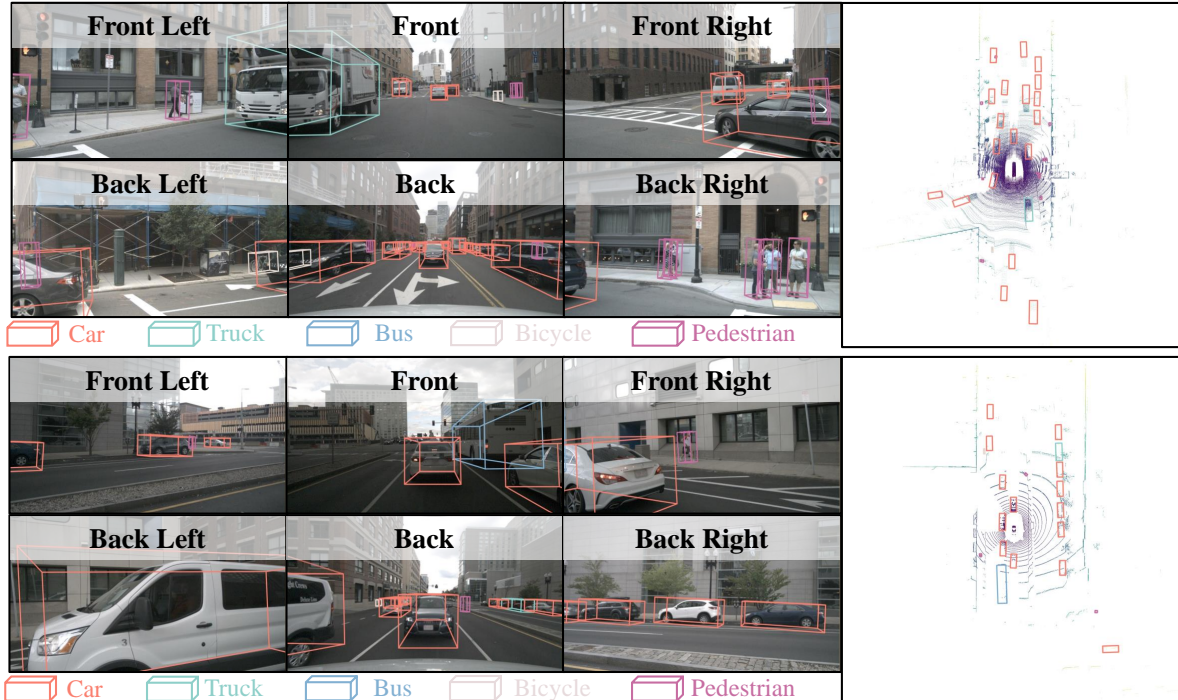 Front Left Front Front Right
Back Left Back Back Right
Car Truck Bus Bicycle Pedestrian
Front Left Front Front Right
Back Left Back Back Right
Car Truck Bus Bicycle Pedestrian